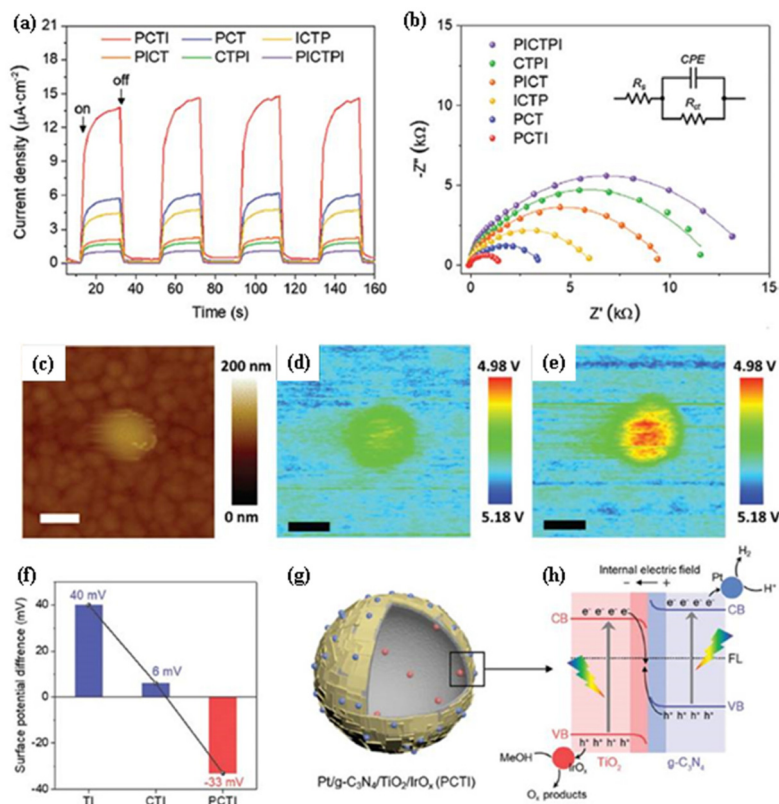 (a)
15
12
9
6
3
0
Current density (µA·cm⁻²)
PCTI
PCT
ICTP
PICT
CTPI
PICTPI
on
off
20 40 60 80 100 120 140 160
Time (s)
(b)
15
10
5
0
-Z" (kΩ)
PICTPI
CTPI
PICT
ICTP
PCT
PCTI
CPE
Rs
Rct
0 5 10 15
Z' (kΩ)
(c)
200 nm
0 nm
(d)
4.98 V
5.18 V
(e)
4.98 V
5.18 V
(f)
40
20
0
-20
-40
Surface potential diffrence (mV)
40 mV
6 mV
-33 mV
TI CTI PCTI
(g)
Pt/g-C₃N₄/TiO₂/IrOₓ (PCTI)
(h)
Internal electric field
− +
H₂
Pt
H⁺
e⁻ e⁻ e⁻ e⁻
e⁻ e⁻ e⁻ e⁻
CB
CB
FL
VB
VB
h⁺ h⁺ h⁺ h⁺
h⁺ h⁺ h⁺ h⁺
MeOH
IrOₓ
TiO₂
g-C₃N₄
Oₓ products